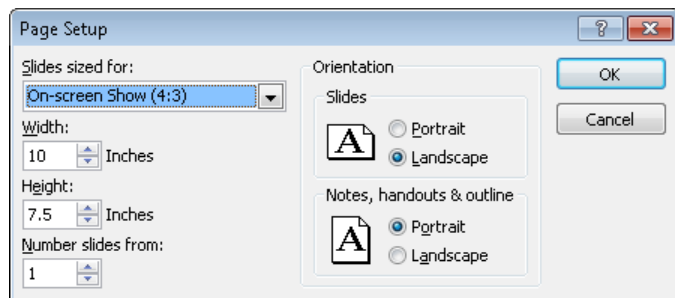 Page Setup
Slides sized for:
On-screen Show (4:3)
Width:
10 Inches
Height:
7.5 Inches
Number slides from:
1
Orientation
Slides
A
Portrait
Landscape
Notes, handouts & outline
A
Portrait
Landscape
OK
Cancel